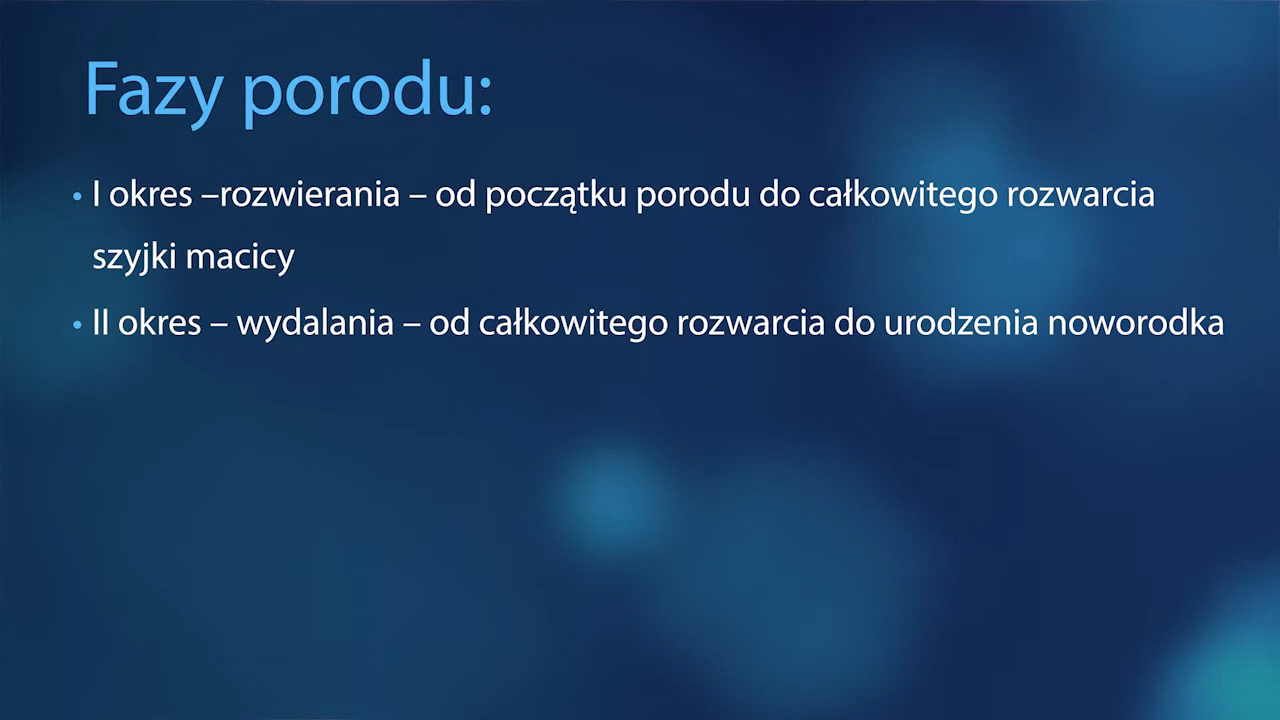 Fazy porodu:
• I okres –rozwierania – od początku porodu do całkowitego rozwarcia
szyjki macicy
• II okres – wydalania – od całkowitego rozwarcia do urodzenia noworodka